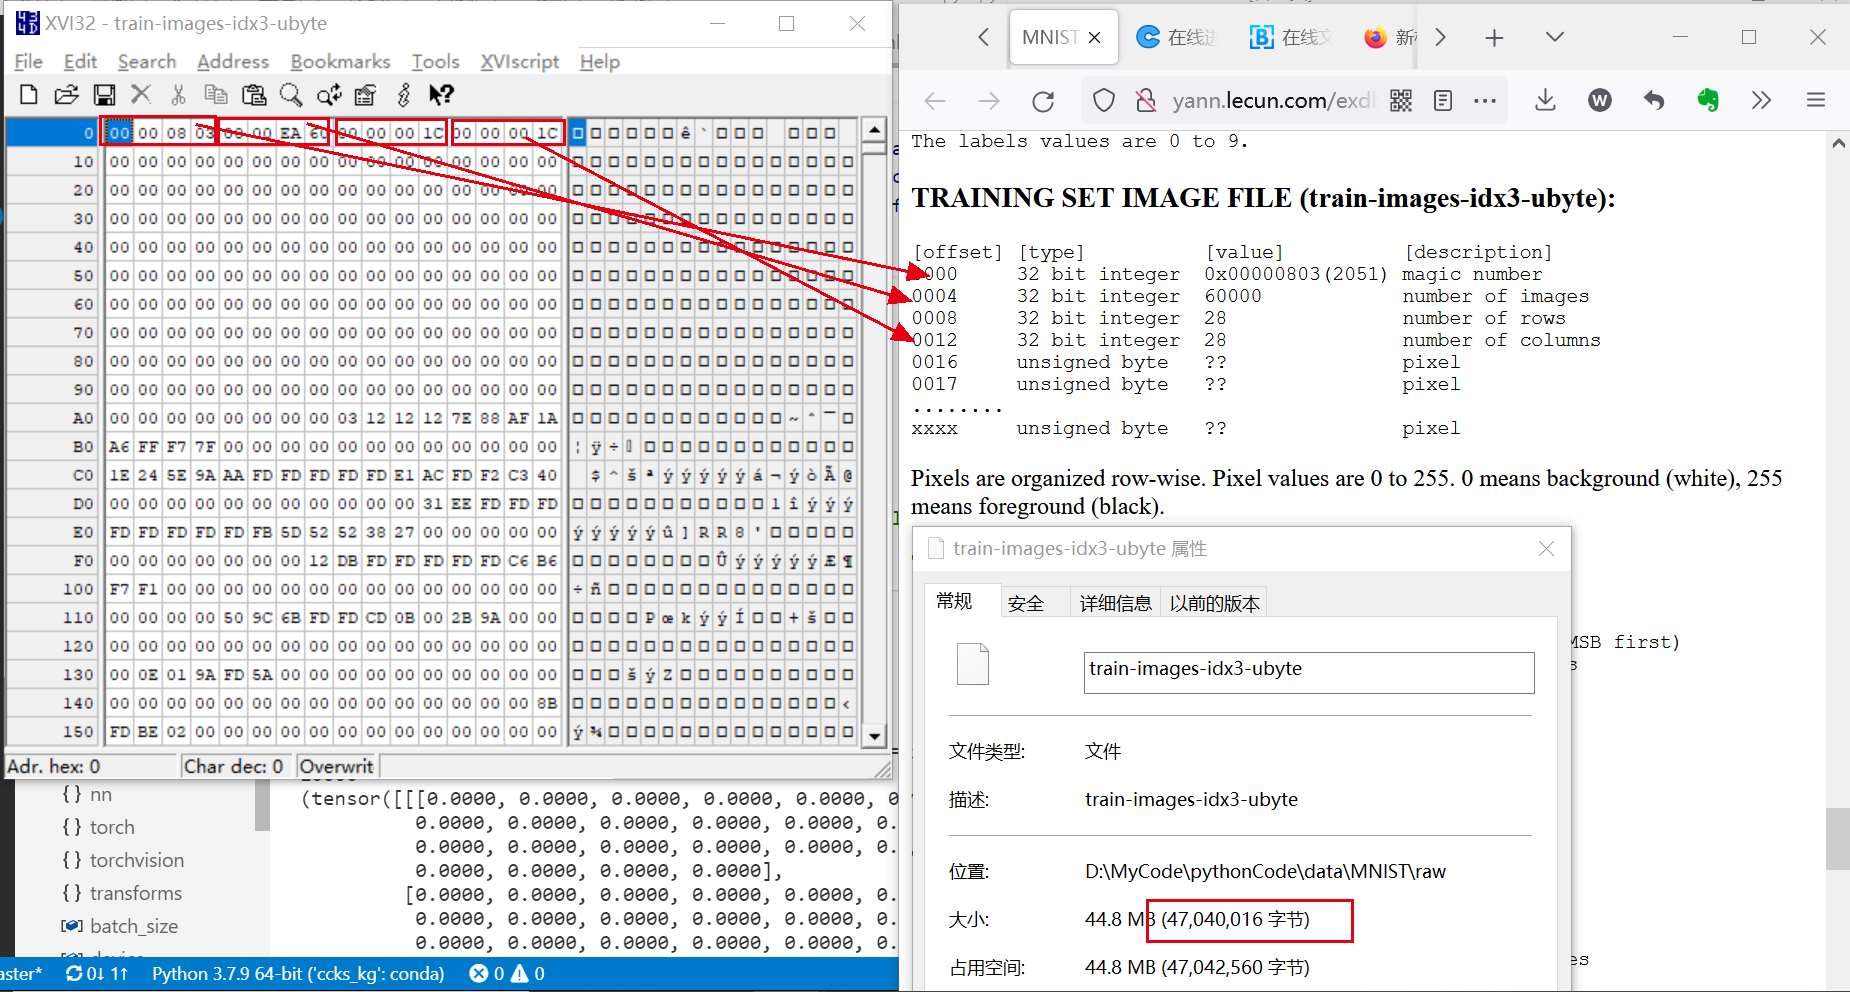 XVI32 - train-images-idx3-ubyte
File Edit Search Address Bookmarks Tools XVIscript Help
0 00 00 08 03 00 00 EA 60 00 00 00 1C 00 00 00 1C
10 00 00 00 00 00 00 00 00 00 00 00 00 00 00 00 00
20 00 00 00 00 00 00 00 00 00 00 00 00 00 00 00 00
30 00 00 00 00 00 00 00 00 00 00 00 00 00 00 00 00
40 00 00 00 00 00 00 00 00 00 00 00 00 00 00 00 00
50 00 00 00 00 00 00 00 00 00 00 00 00 00 00 00 00
60 00 00 00 00 00 00 00 00 00 00 00 00 00 00 00 00
70 00 00 00 00 00 00 00 00 00 00 00 00 00 00 00 00
80 00 00 00 00 00 00 00 00 00 00 00 00 00 00 00 00
90 00 00 00 00 00 00 00 00 00 00 00 00 00 00 00 00
A0 00 00 00 00 00 00 00 00 03 12 12 12 7E 88 AF 1A
B0 A6 FF F7 7F 00 00 00 00 00 00 00 00 00 00 00 00
C0 1E 24 5E 9A AA FD FD FD FD FD E1 AC FD F2 C3 40
D0 00 00 00 00 00 00 00 00 00 00 00 31 EE FD FD FD
E0 FD FD FD FD FD FB 5D 52 52 38 27 00 00 00 00 00
F0 00 00 00 00 00 00 00 12 DB FD FD FD FD FD C6 B6
100 F7 F1 00 00 00 00 00 00 00 00 00 00 00 00 00 00
110 00 00 00 00 50 9C 6B FD FD CD 0B 00 2B 9A 00 00
120 00 00 00 00 00 00 00 00 00 00 00 00 00 00 00 00
130 00 0E 01 9A FD 5A 00 00 00 00 00 00 00 00 00 00
140 00 00 00 00 00 00 00 00 00 00 00 00 00 00 00 8B
150 FD BE 02 00 00 00 00 00 00 00 00 00 00 00 00 00
Adr. hex: 0 Char dec: 0 Overwrit
nn
torch
torchvision
transforms
batch_size
(tensor([[[0.0000, 0.0000, 0.0000, 0.0000, 0.0000, 0
0.0000, 0.0000, 0.0000, 0.0000, 0.0000, 0.
0.0000, 0.0000, 0.0000, 0.0000, 0.0000, 0.
0.0000, 0.0000, 0.0000, 0.0000],
[0.0000, 0.0000, 0.0000, 0.0000, 0.0000, 0.
0.0000, 0.0000, 0.0000, 0.0000, 0.0000, 0.
0.0000, 0.0000, 0.0000, 0.0000, 0.0000, 0.
aster* 0↓ 1↑ Python 3.7.9 64-bit ('ccks_kg': conda) 0 0
MNIST 在线 在线文 新
yann.lecun.com/exdb
The labels values are 0 to 9.
TRAINING SET IMAGE FILE (train-images-idx3-ubyte):
[offset] [type] [value] [description]
0000 32 bit integer 0x00000803(2051) magic number
0004 32 bit integer 60000 number of images
0008 32 bit integer 28 number of rows
0012 32 bit integer 28 number of columns
0016 unsigned byte ?? pixel
0017 unsigned byte ?? pixel
........
xxxx unsigned byte ?? pixel
Pixels are organized row-wise. Pixel values are 0 to 255. 0 means background (white), 255
means foreground (black).
MSB first)
train-images-idx3-ubyte 属性
常规 安全 详细信息 以前的版本
train-images-idx3-ubyte
文件类型: 文件
描述: train-images-idx3-ubyte
位置: D:\MyCode\pythonCode\data\MNIST\raw
大小: 44.8 MB (47,040,016 字节)
占用空间: 44.8 MB (47,042,560 字节)